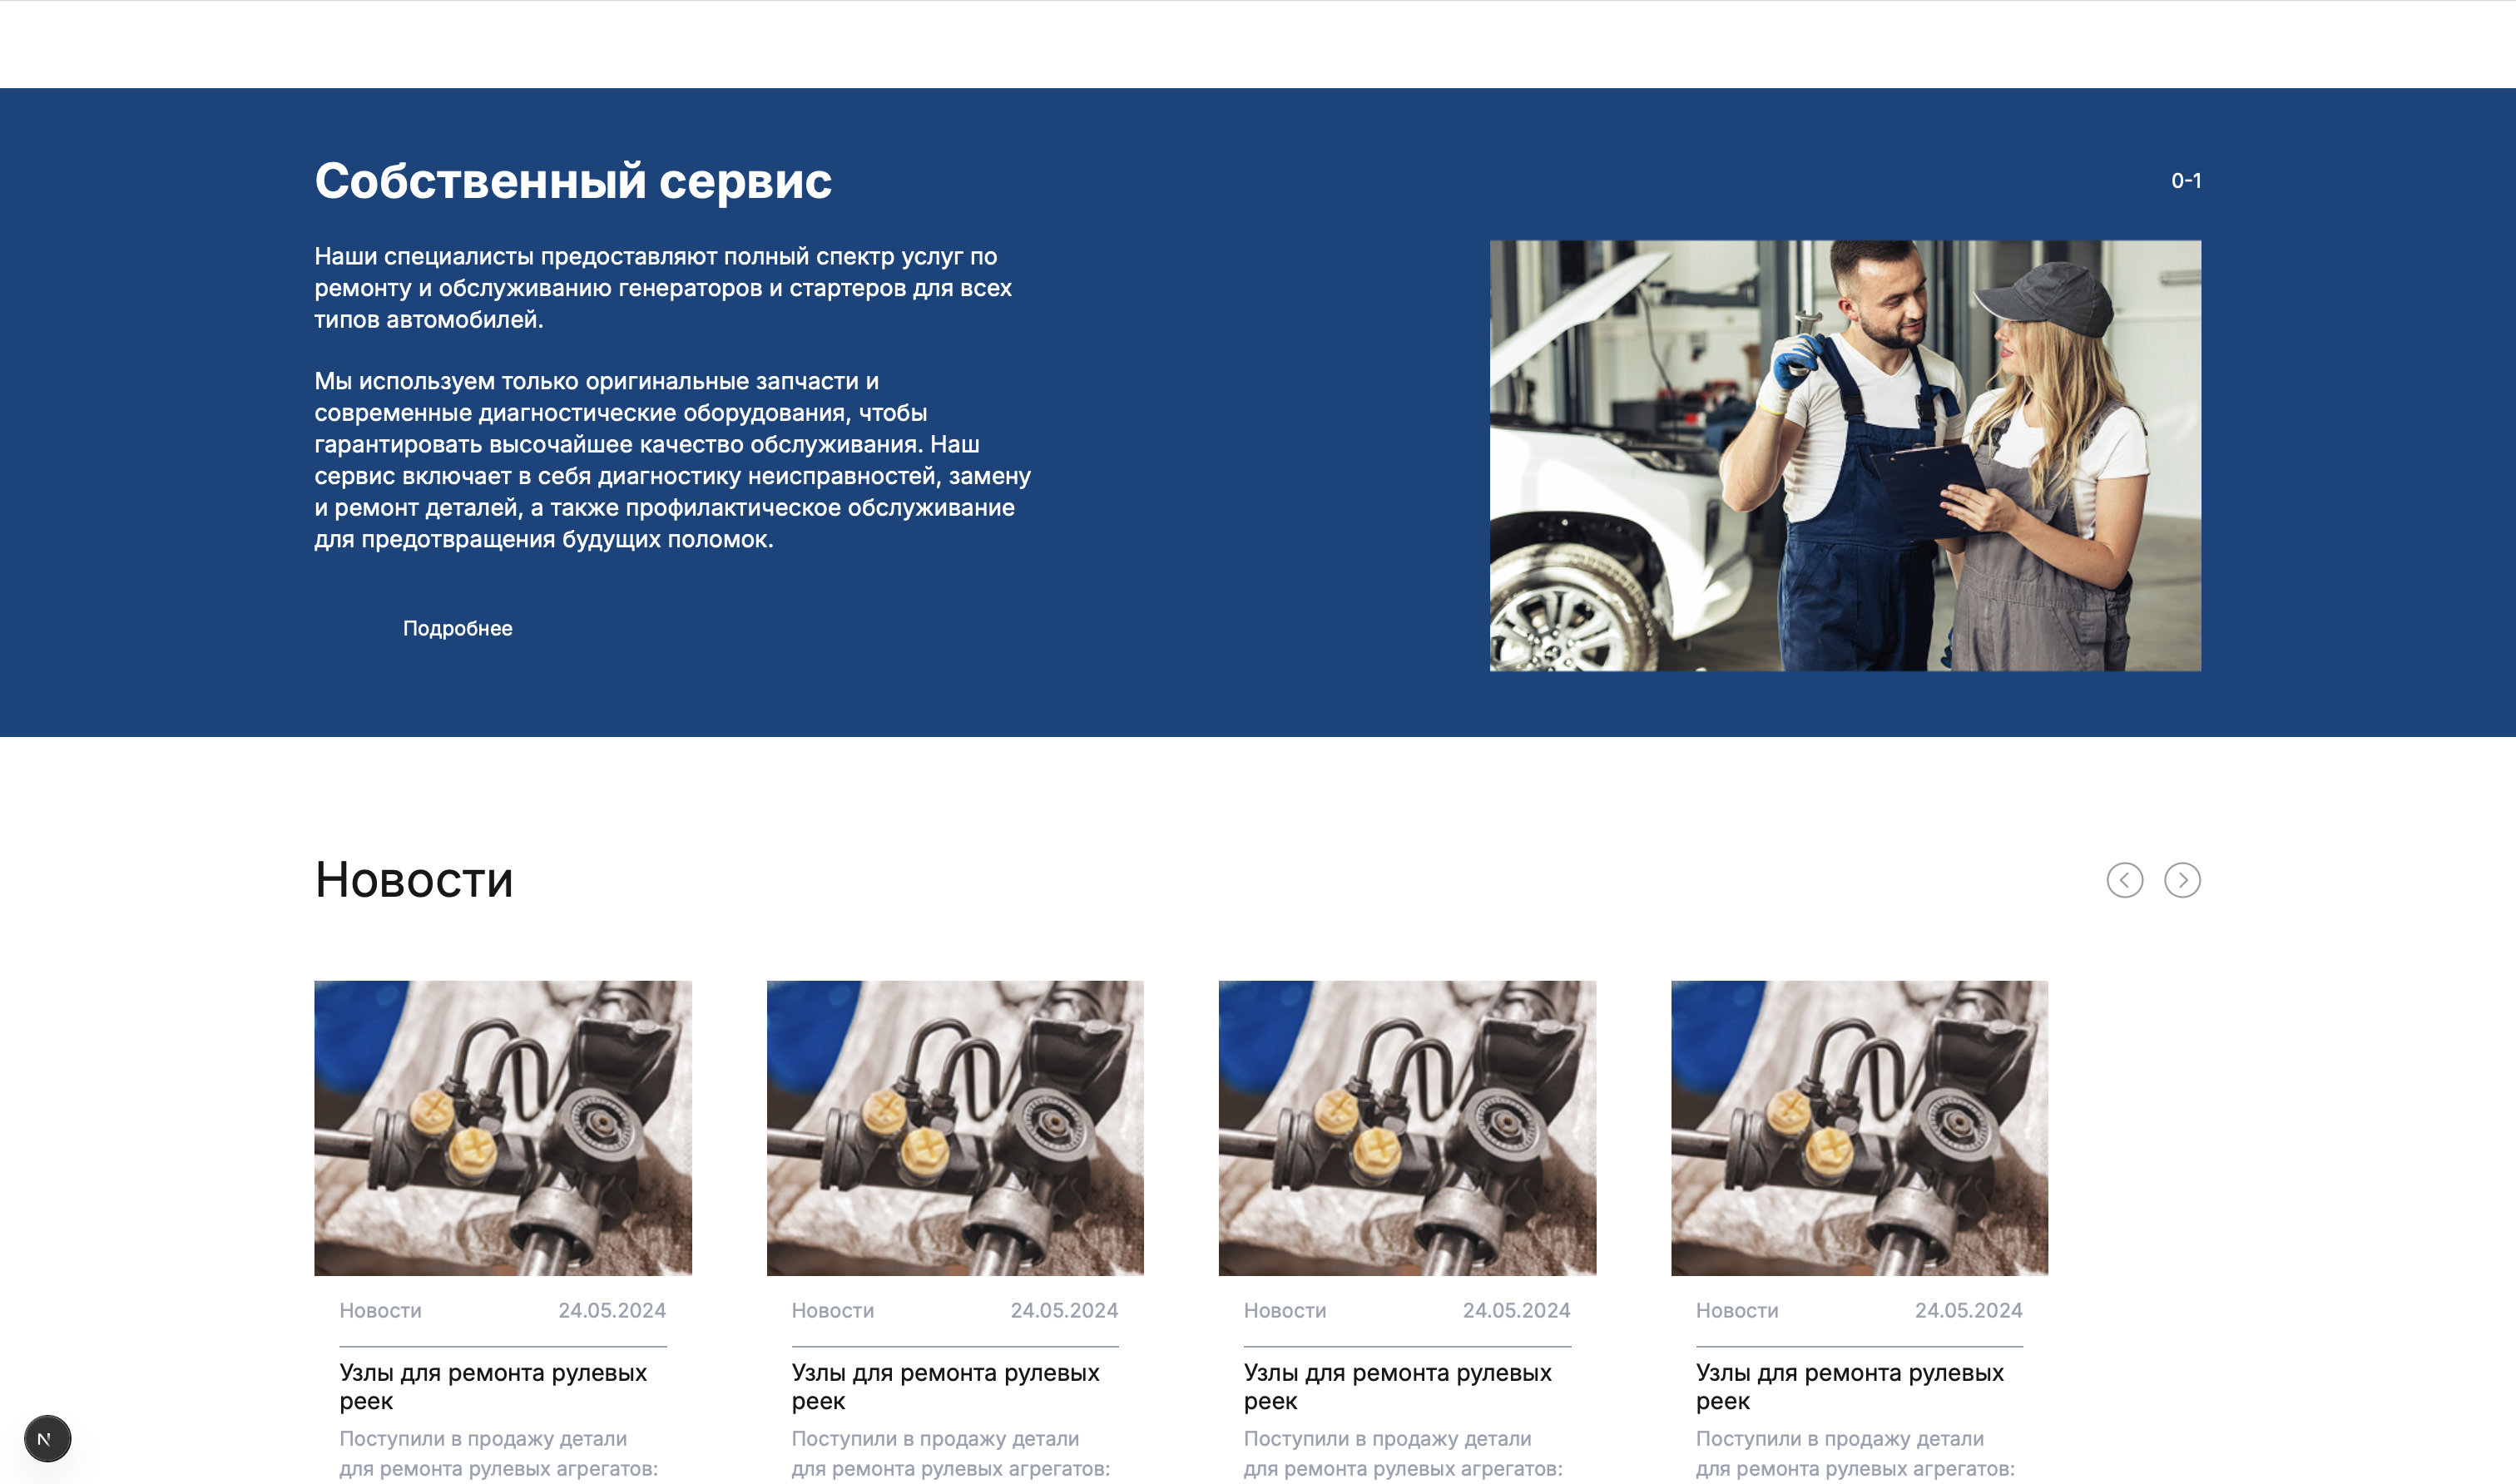 Собственный сервис
0-1
Наши специалисты предоставляют полный спектр услуг по
ремонту и обслуживанию генераторов и стартеров для всех
типов автомобилей.
Мы используем только оригинальные запчасти и
современные диагностические оборудования, чтобы
гарантировать высочайшее качество обслуживания. Наш
сервис включает в себя диагностику неисправностей, замену
и ремонт деталей, а также профилактическое обслуживание
для предотвращения будущих поломок.
Подробнее
Новости
Новости 24.05.2024
Узлы для ремонта рулевых
реек
Поступили в продажу детали
для ремонта рулевых агрегатов:
Новости 24.05.2024
Узлы для ремонта рулевых
реек
Поступили в продажу детали
для ремонта рулевых агрегатов:
Новости 24.05.2024
Узлы для ремонта рулевых
реек
Поступили в продажу детали
для ремонта рулевых агрегатов:
Новости 24.05.2024
Узлы для ремонта рулевых
реек
Поступили в продажу детали
для ремонта рулевых агрегатов:
N